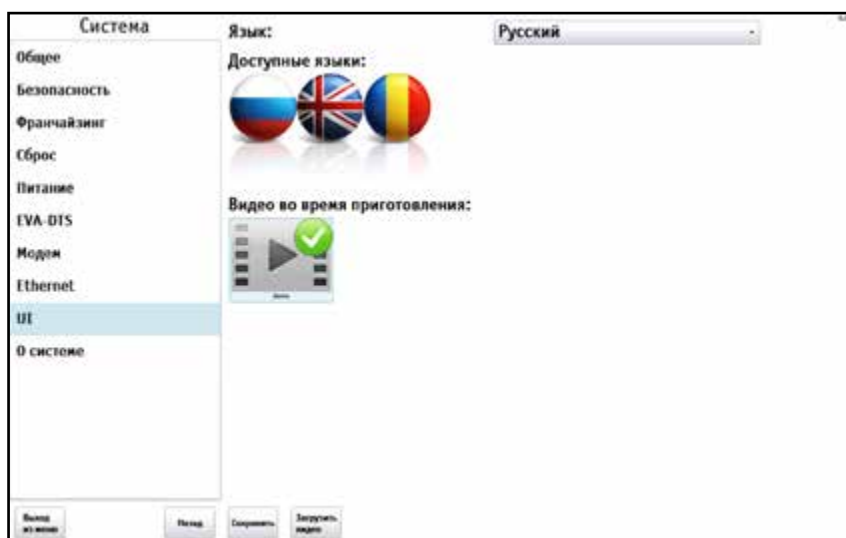 Система
Общее
Безопасность
Франчайзинг
Сброс
Питание
EVA-DTS
Модем
Ethernet
UI
О системе
Язык:
Русский
Доступные языки:
Видео во время приготовления:
Выход
из меню
Назад
Сохранить
Загрузить
видео